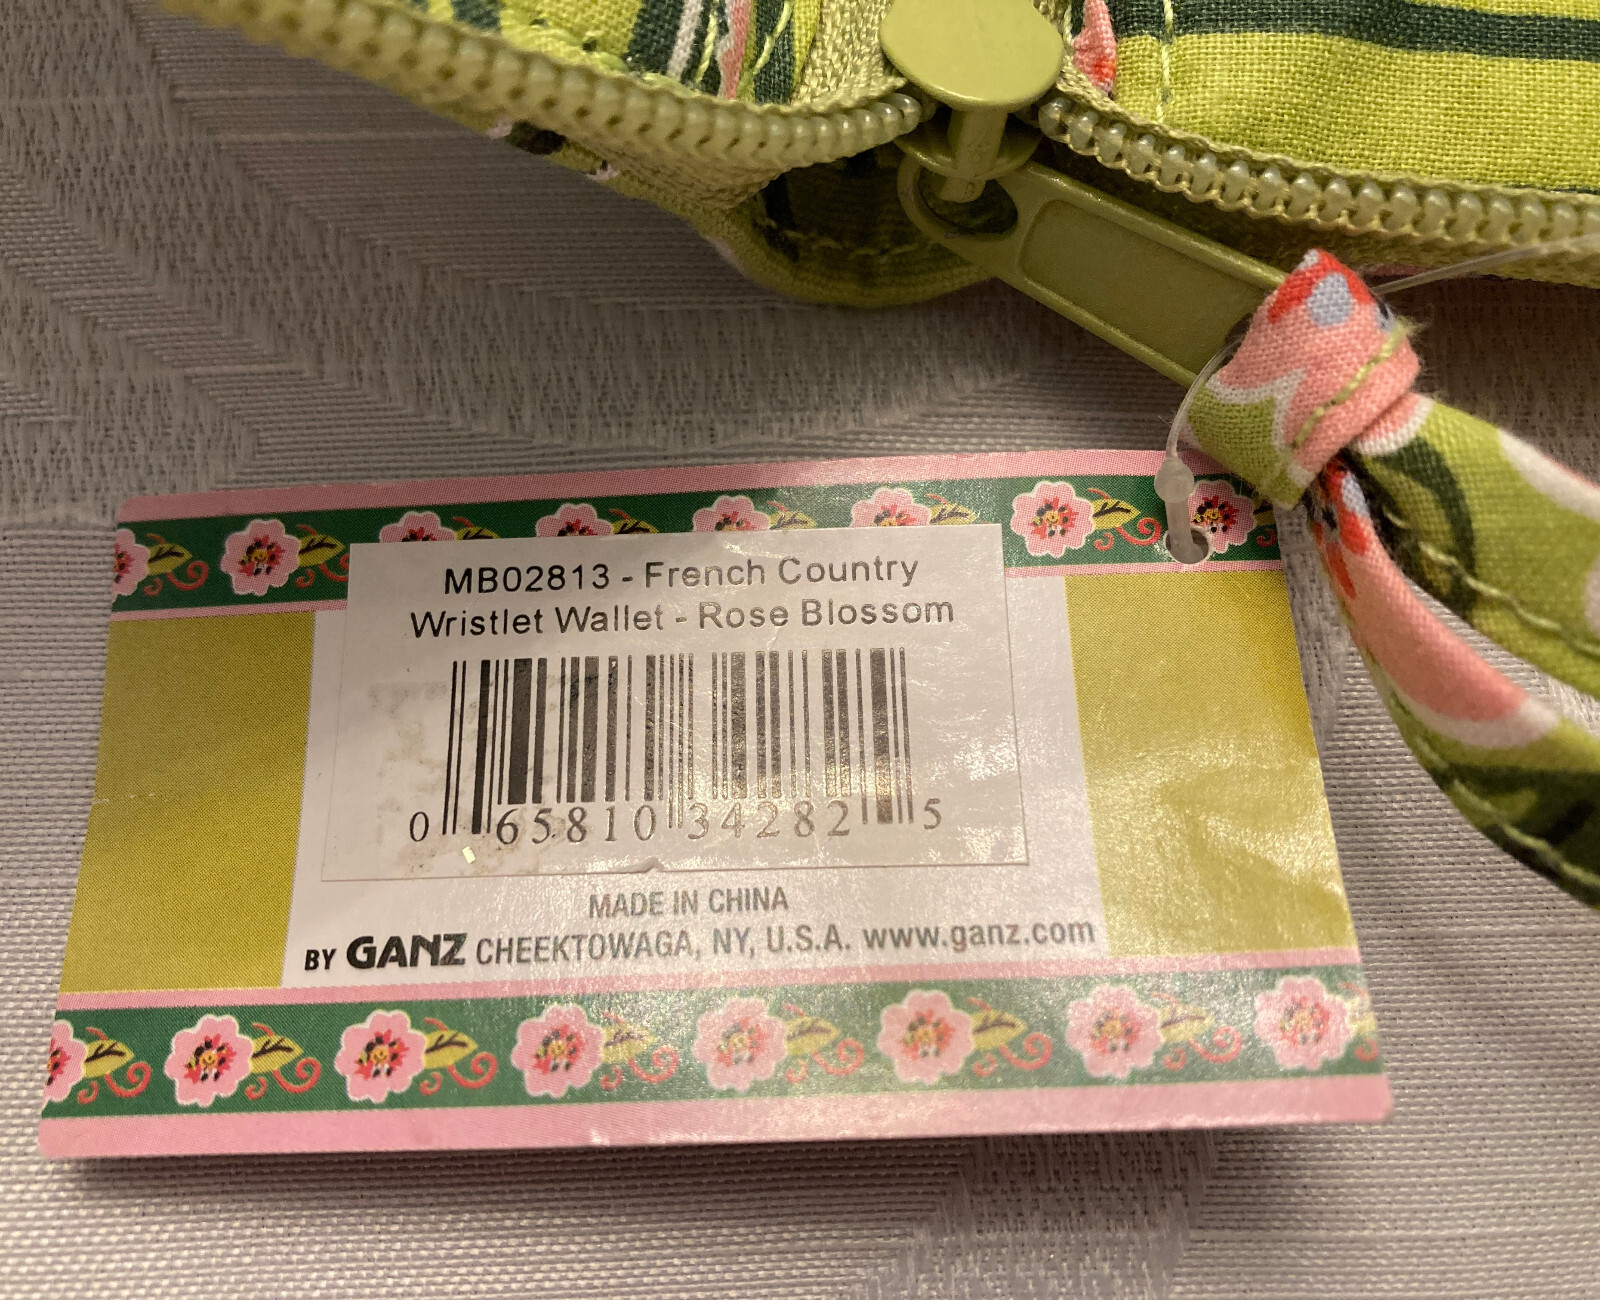 MB02813 - French Country
Wristlet Wallet - Rose Blossom
0 65810 34282 5
MADE IN CHINA
BY GANZ CHEEKTOWAGA, NY, U.S.A. www.ganz.com